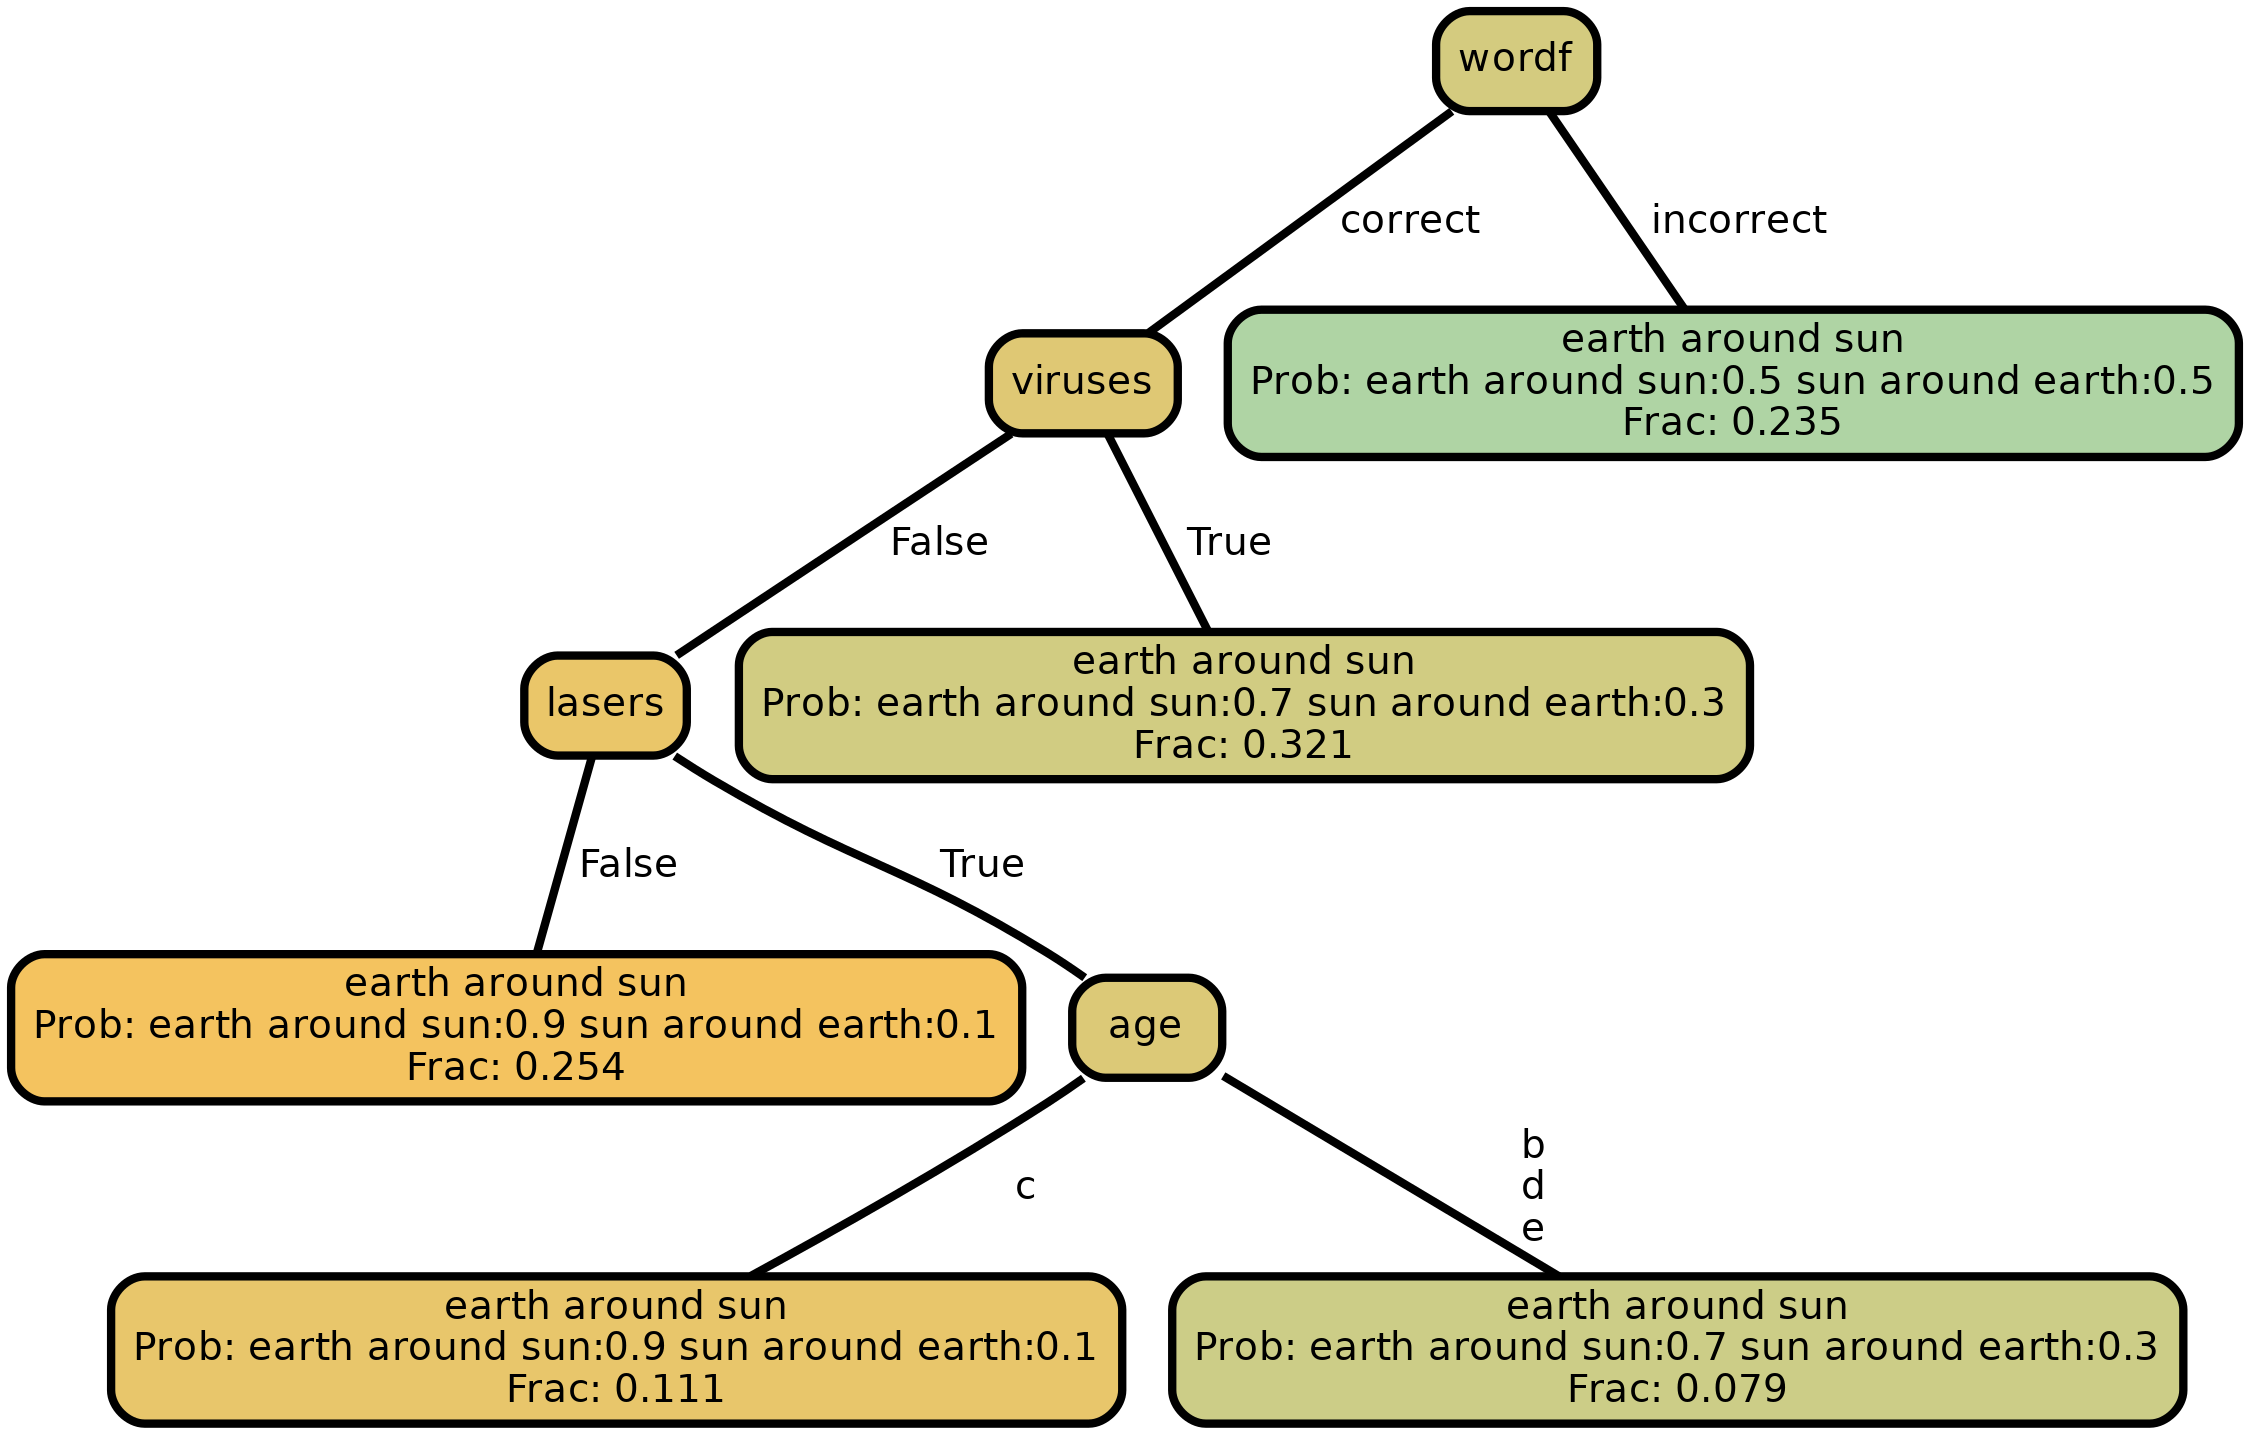 wordf
correct
incorrect
viruses
earth around sun
Prob: earth around sun:0.5 sun around earth:0.5
Frac: 0.235
False
True
lasers
earth around sun
Prob: earth around sun:0.7 sun around earth:0.3
Frac: 0.321
False
True
earth around sun
Prob: earth around sun:0.9 sun around earth:0.1
Frac: 0.254
age
c
b
d
e
earth around sun
Prob: earth around sun:0.9 sun around earth:0.1
Frac: 0.111
earth around sun
Prob: earth around sun:0.7 sun around earth:0.3
Frac: 0.079